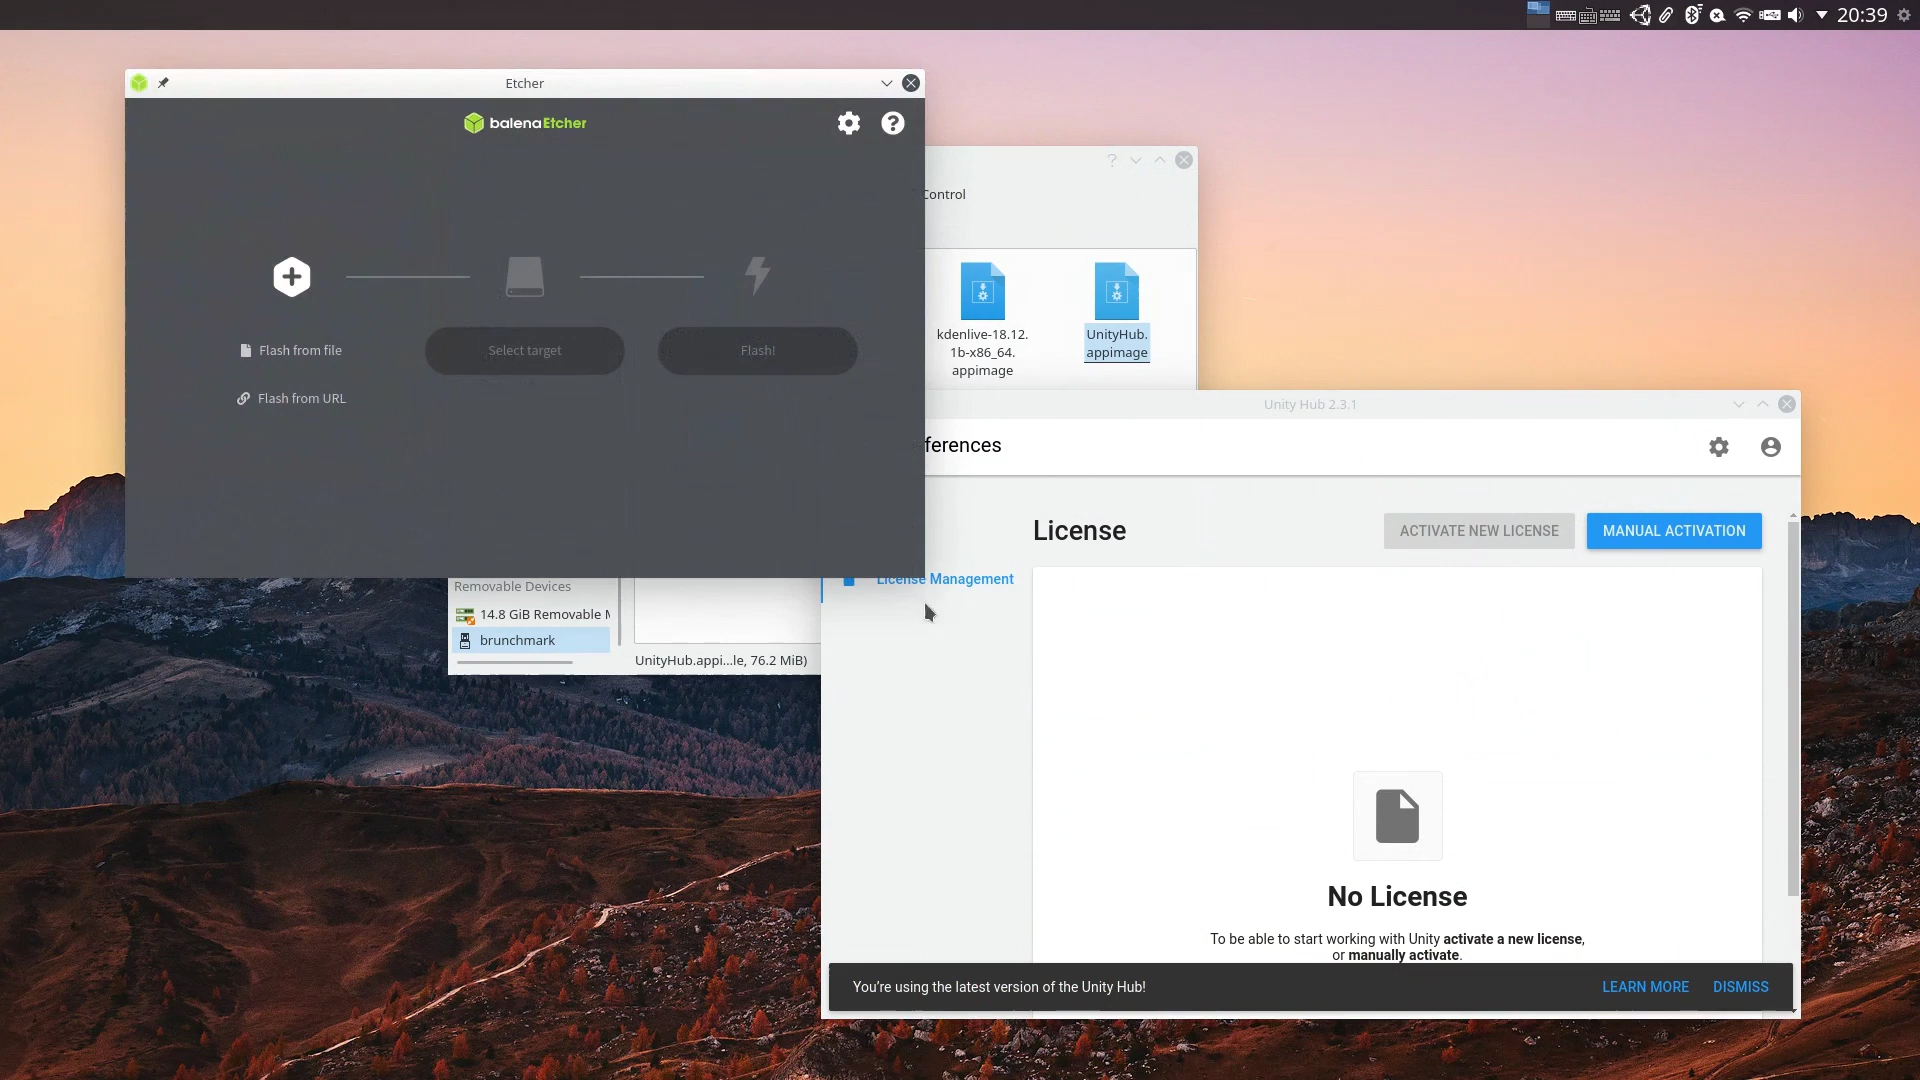 20:39
Etcher
balenaEtcher
Flash from file
Select target
Flash!
Flash from URL
Control
kdenlive-18.12.
1b-x86_64.
appimage
UnityHub.
appimage
Removable Devices
14.8 GiB Removable
brunchmark
UnityHub.appi...le, 76.2 MiB)
Unity Hub 2.3.1
ferences
License
ACTIVATE NEW LICENSE
MANUAL ACTIVATION
License Management
No License
To be able to start working with Unity activate a new license,
or manually activate.
You're using the latest version of the Unity Hub!
LEARN MORE
DISMISS